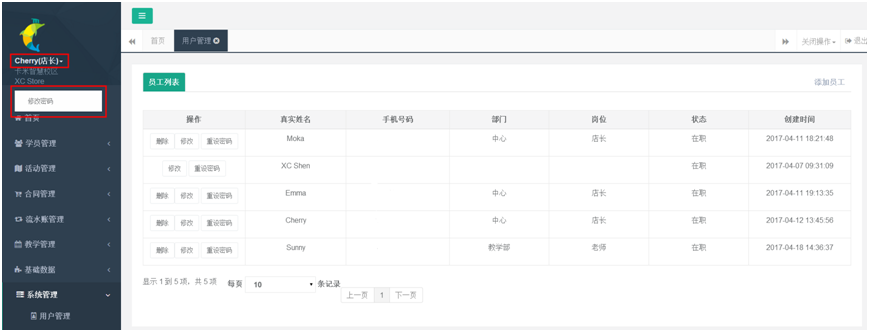 Cherry(店长)
卡米智慧校区
XC Store
修改密码
首页
学员管理
活动管理
合同管理
流水账管理
教学管理
基础数据
系统管理
用户管理
首页 用户管理 关闭操作 退出
员工列表 添加员工
操作 真实姓名 手机号码 部门 岗位 状态 创建时间
删除 修改 重设密码 Moka 中心 店长 在职 2017-04-11 18:21:48
修改 重设密码 XC Shen 在职 2017-04-07 09:31:09
删除 修改 重设密码 Emma 中心 店长 在职 2017-04-11 19:13:35
删除 修改 重设密码 Cherry 中心 店长 在职 2017-04-12 13:45:56
删除 修改 重设密码 Sunny 教学部 老师 在职 2017-04-18 14:36:37
显示 1 到 5 项，共 5 项 每页 10 条记录
上一页 1 下一页